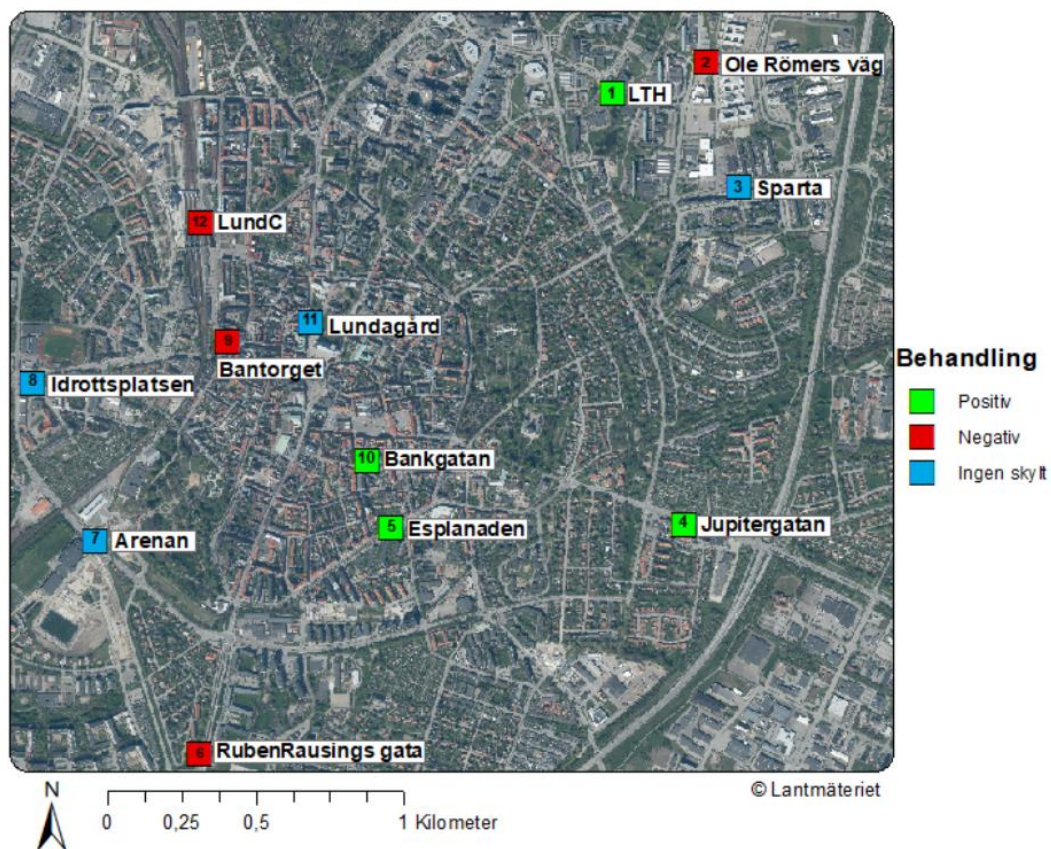 2 Ole Römers väg
1 LTH
3 Sparta
12 LundC
11 Lundagård
9 Bantorget
8 Idrottsplatsen
10 Bankgatan
5 Esplanaden
4 Jupitergatan
7 Arenan
6 RubenRausings gata
Behandling
Positiv
Negativ
Ingen skylt
N
0 0,25 0,5 1 Kilometer
© Lantmäteriet